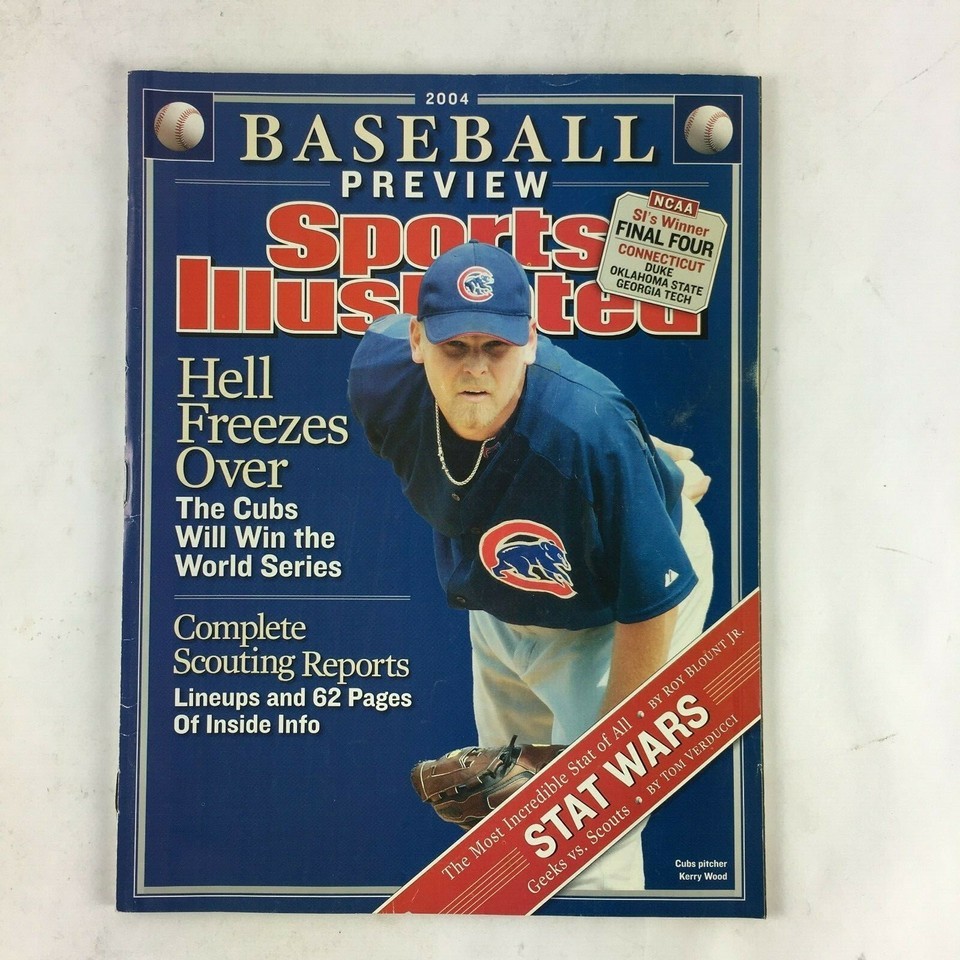 2004
BASEBALL
PREVIEW
Sports
Illustrated
NCAA
SI's Winner
FINAL FOUR
CONNECTICUT
DUKE
OKLAHOMA STATE
GEORGIA TECH
Hell
Freezes
Over
The Cubs
Will Win the
World Series
Complete
Scouting Reports
Lineups and 62 Pages
Of Inside Info
The Most Incredible Stat of All • BY ROY BLOUNT JR.
STAT WARS
Geeks vs. Scouts • BY TOM VERDUCCI
Cubs pitcher
Kerry Wood